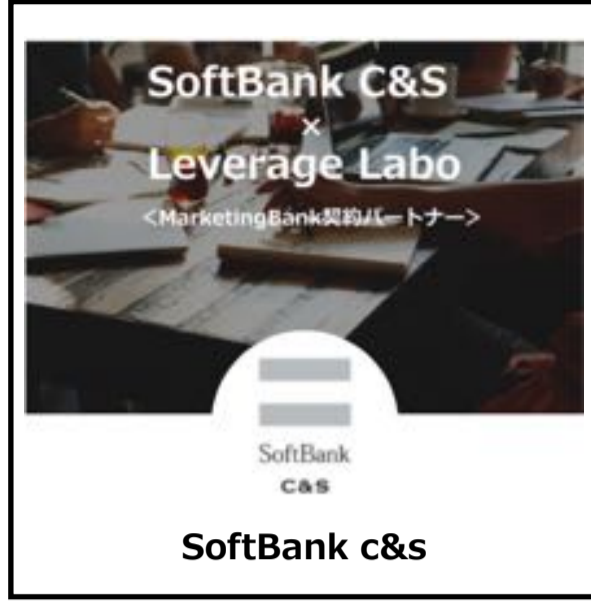 SoftBank C&S
×
Leverage Labo
<MarketingBank契約パートナー>
SoftBank
C&S
SoftBank c&s